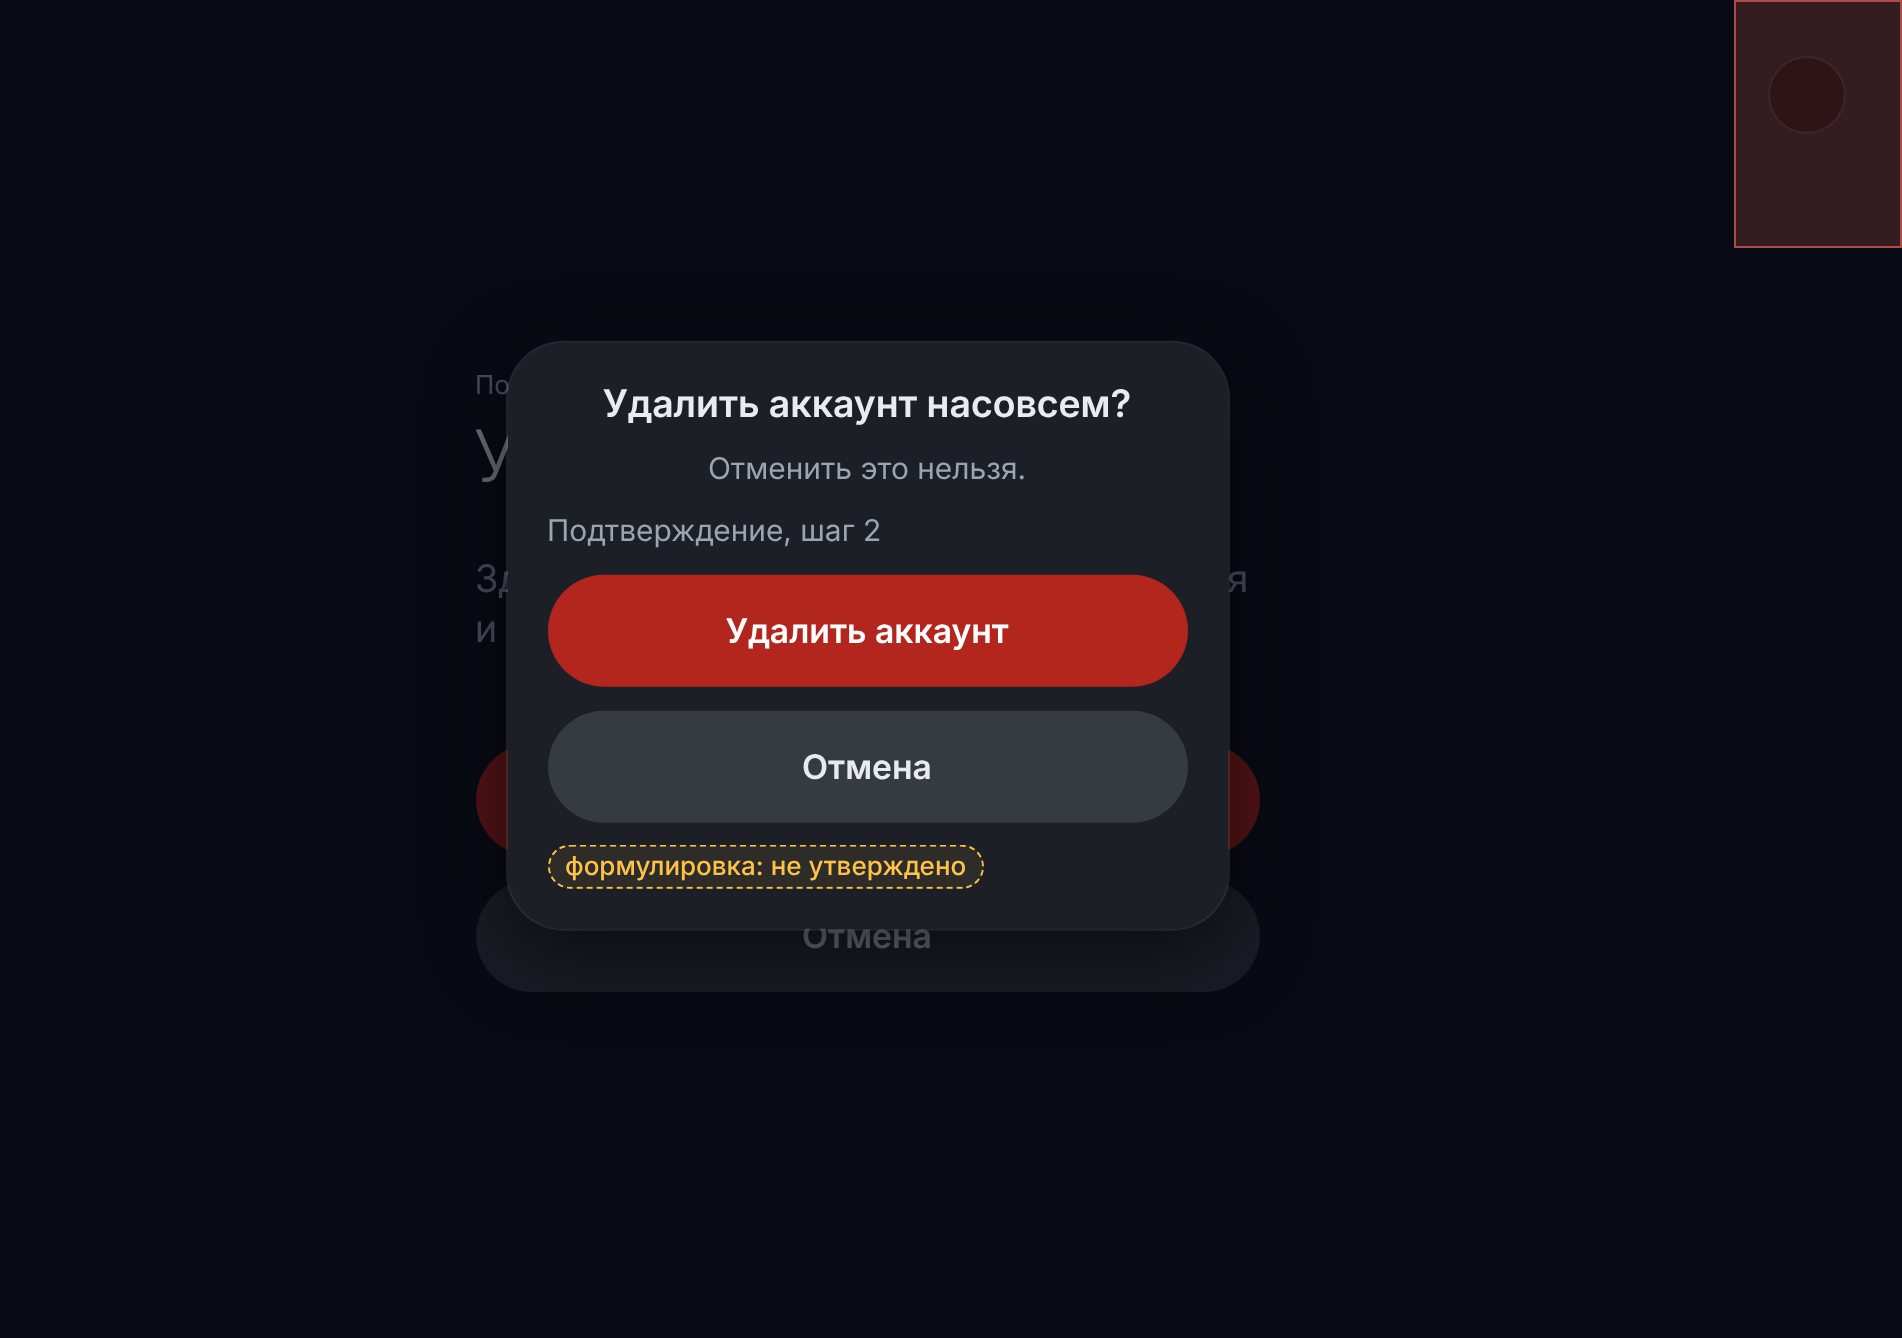 Удалить аккаунт насовсем?
Отменить это нельзя.
Подтверждение, шаг 2
Удалить аккаунт
Отмена
формулировка: не утверждено
Отмена